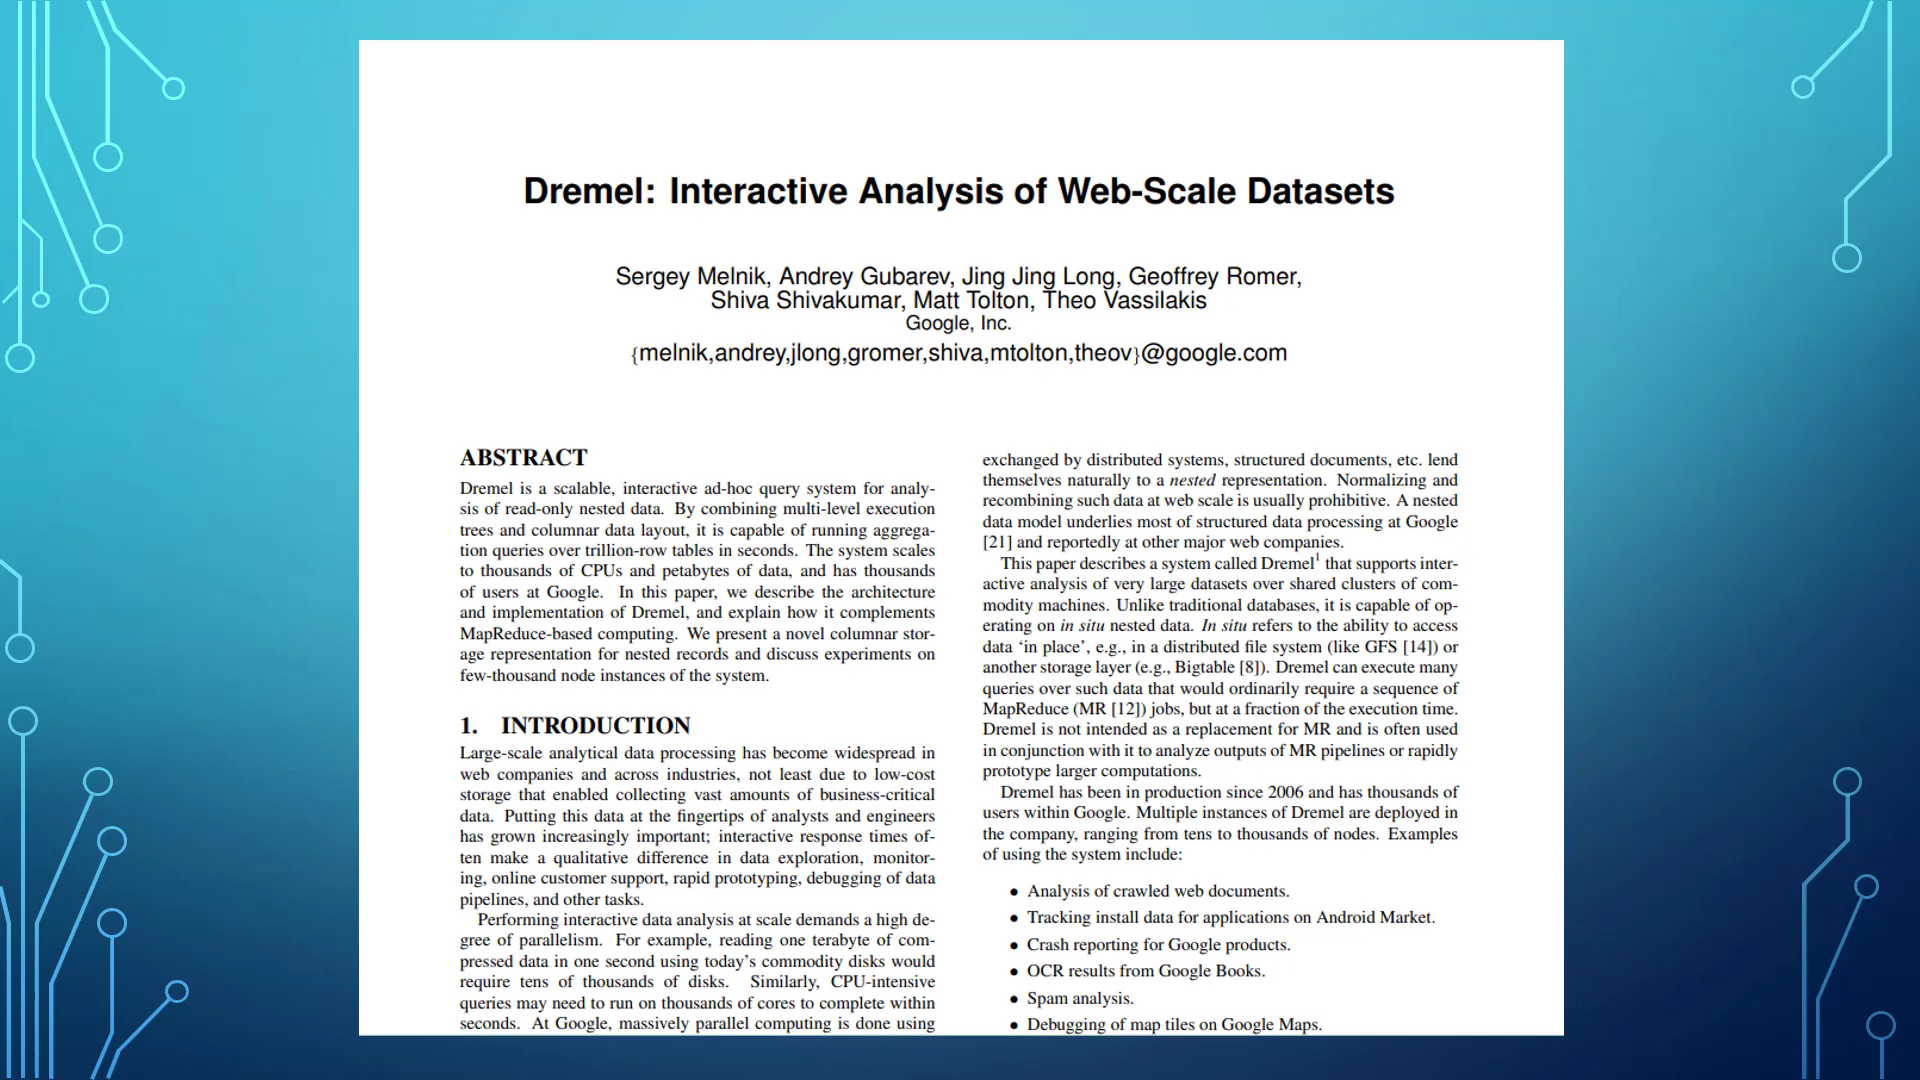 Dremel: Interactive Analysis of Web-Scale Datasets
Sergey Melnik, Andrey Gubarev, Jing Jing Long, Geoffrey Romer,
Shiva Shivakumar, Matt Tolton, Theo Vassilakis
Google, Inc.
{melnik,andrey,jlong,gromer,shiva,mtolton,theov}@google.com
ABSTRACT
Dremel is a scalable, interactive ad-hoc query system for analy-
sis of read-only nested data. By combining multi-level execution
trees and columnar data layout, it is capable of running aggrega-
tion queries over trillion-row tables in seconds. The system scales
to thousands of CPUs and petabytes of data, and has thousands
of users at Google. In this paper, we describe the architecture
and implementation of Dremel, and explain how it complements
MapReduce-based computing. We present a novel columnar stor-
age representation for nested records and discuss experiments on
few-thousand node instances of the system.
1. INTRODUCTION
Large-scale analytical data processing has become widespread in
web companies and across industries, not least due to low-cost
storage that enabled collecting vast amounts of business-critical
data. Putting this data at the fingertips of analysts and engineers
has grown increasingly important; interactive response times of-
ten make a qualitative difference in data exploration, monitor-
ing, online customer support, rapid prototyping, debugging of data
pipelines, and other tasks.
Performing interactive data analysis at scale demands a high de-
gree of parallelism. For example, reading one terabyte of com-
pressed data in one second using today's commodity disks would
require tens of thousands of disks. Similarly, CPU-intensive
queries may need to run on thousands of cores to complete within
seconds. At Google, massively parallel computing is done using
exchanged by distributed systems, structured documents, etc. lend
themselves naturally to a nested representation. Normalizing and
recombining such data at web scale is usually prohibitive. A nested
data model underlies most of structured data processing at Google
[21] and reportedly at other major web companies.
This paper describes a system called Dremel¹ that supports inter-
active analysis of very large datasets over shared clusters of com-
modity machines. Unlike traditional databases, it is capable of op-
erating on in situ nested data. In situ refers to the ability to access
data ‘in place’, e.g., in a distributed file system (like GFS [14]) or
another storage layer (e.g., Bigtable [8]). Dremel can execute many
queries over such data that would ordinarily require a sequence of
MapReduce (MR [12]) jobs, but at a fraction of the execution time.
Dremel is not intended as a replacement for MR and is often used
in conjunction with it to analyze outputs of MR pipelines or rapidly
prototype larger computations.
Dremel has been in production since 2006 and has thousands of
users within Google. Multiple instances of Dremel are deployed in
the company, ranging from tens to thousands of nodes. Examples
of using the system include:
• Analysis of crawled web documents.
• Tracking install data for applications on Android Market.
• Crash reporting for Google products.
• OCR results from Google Books.
• Spam analysis.
• Debugging of map tiles on Google Maps.